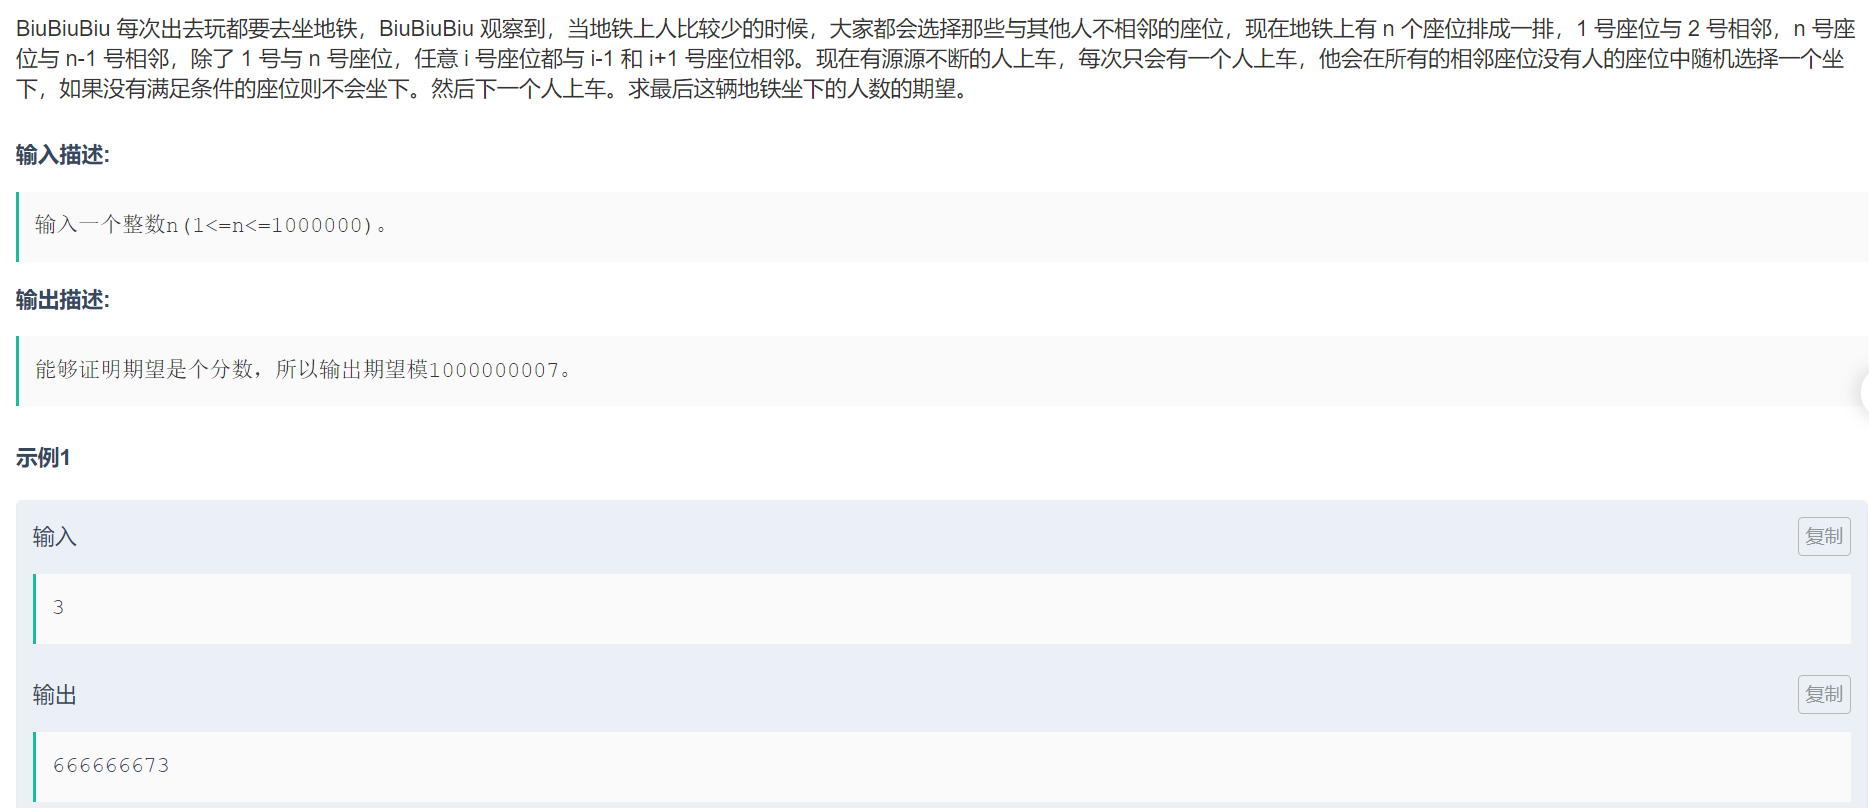 BiuBiuBiu 每次出去玩都要去坐地铁，BiuBiuBiu 观察到，当地铁上人比较少的时候，大家都会选择那些与其他人不相邻的座位，现在地铁上有 n 个座位排成一排，1 号座位与 2 号相邻，n 号座
位与 n-1 号相邻，除了 1 号与 n 号座位，任意 i 号座位都与 i-1 和 i+1 号座位相邻。现在有源源不断的人上车，每次只会有一个人上车，他会在所有的相邻座位没有人的座位中随机选择一个坐
下，如果没有满足条件的座位则不会坐下。然后下一个人上车。求最后这辆地铁坐下的人数的期望。
输入描述:
输入一个整数n(1<=n<=1000000)。
输出描述:
能够证明期望是个分数，所以输出期望模1000000007。
示例1
输入
复制
3
输出
复制
666666673